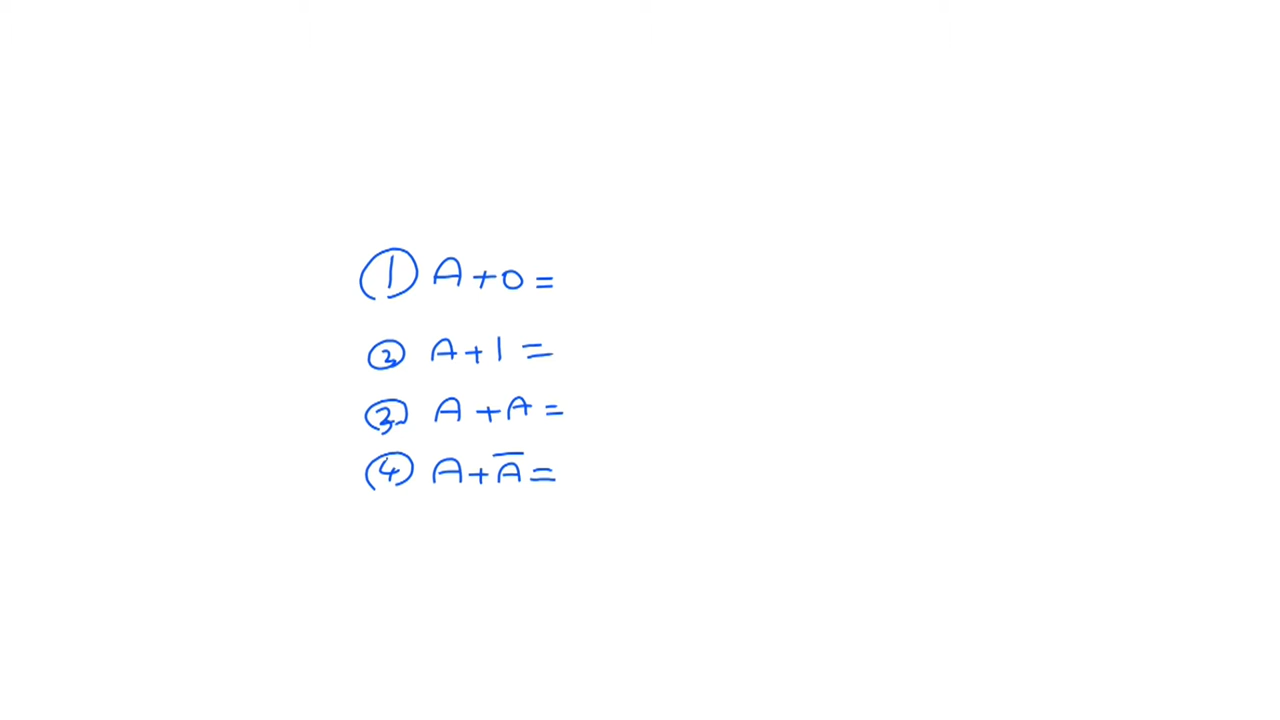 ① A+0=
② A+1=
③ A+A=
④ A+A̅=